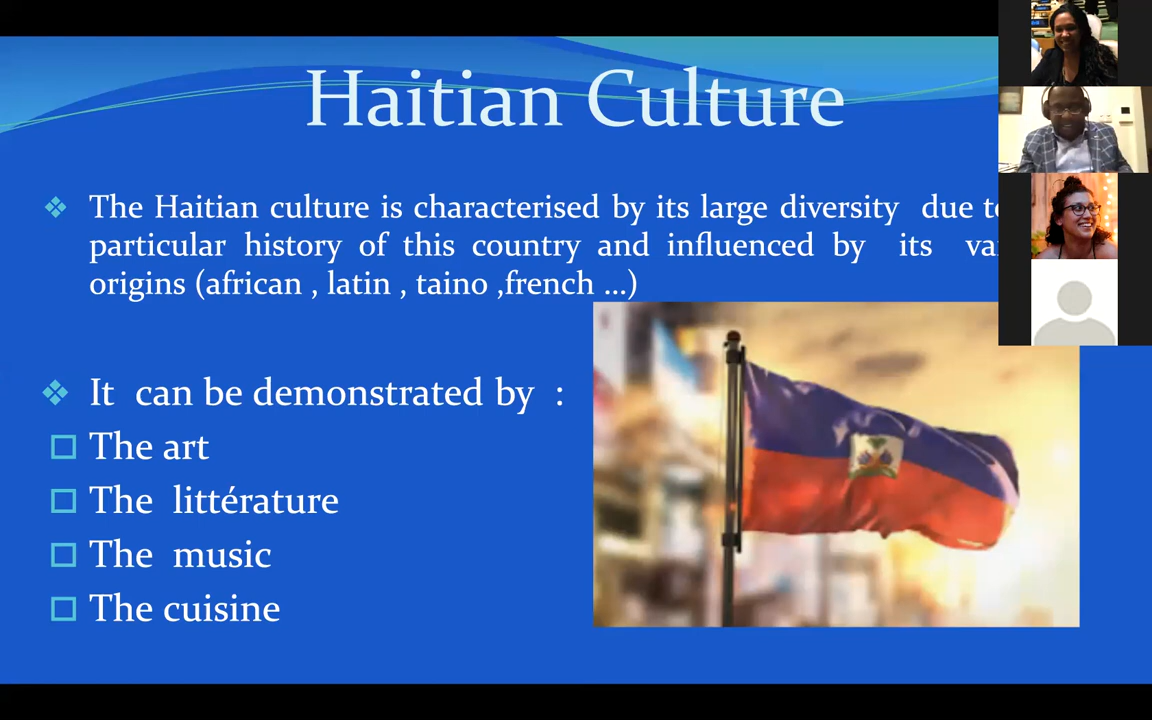 Haitian Culture
The Haitian culture is characterised by its large diversity due
particular history of this country and influenced by its
origins (african , latin , taino ,french ...)
It can be demonstrated by :
The art
The littérature
The music
The cuisine